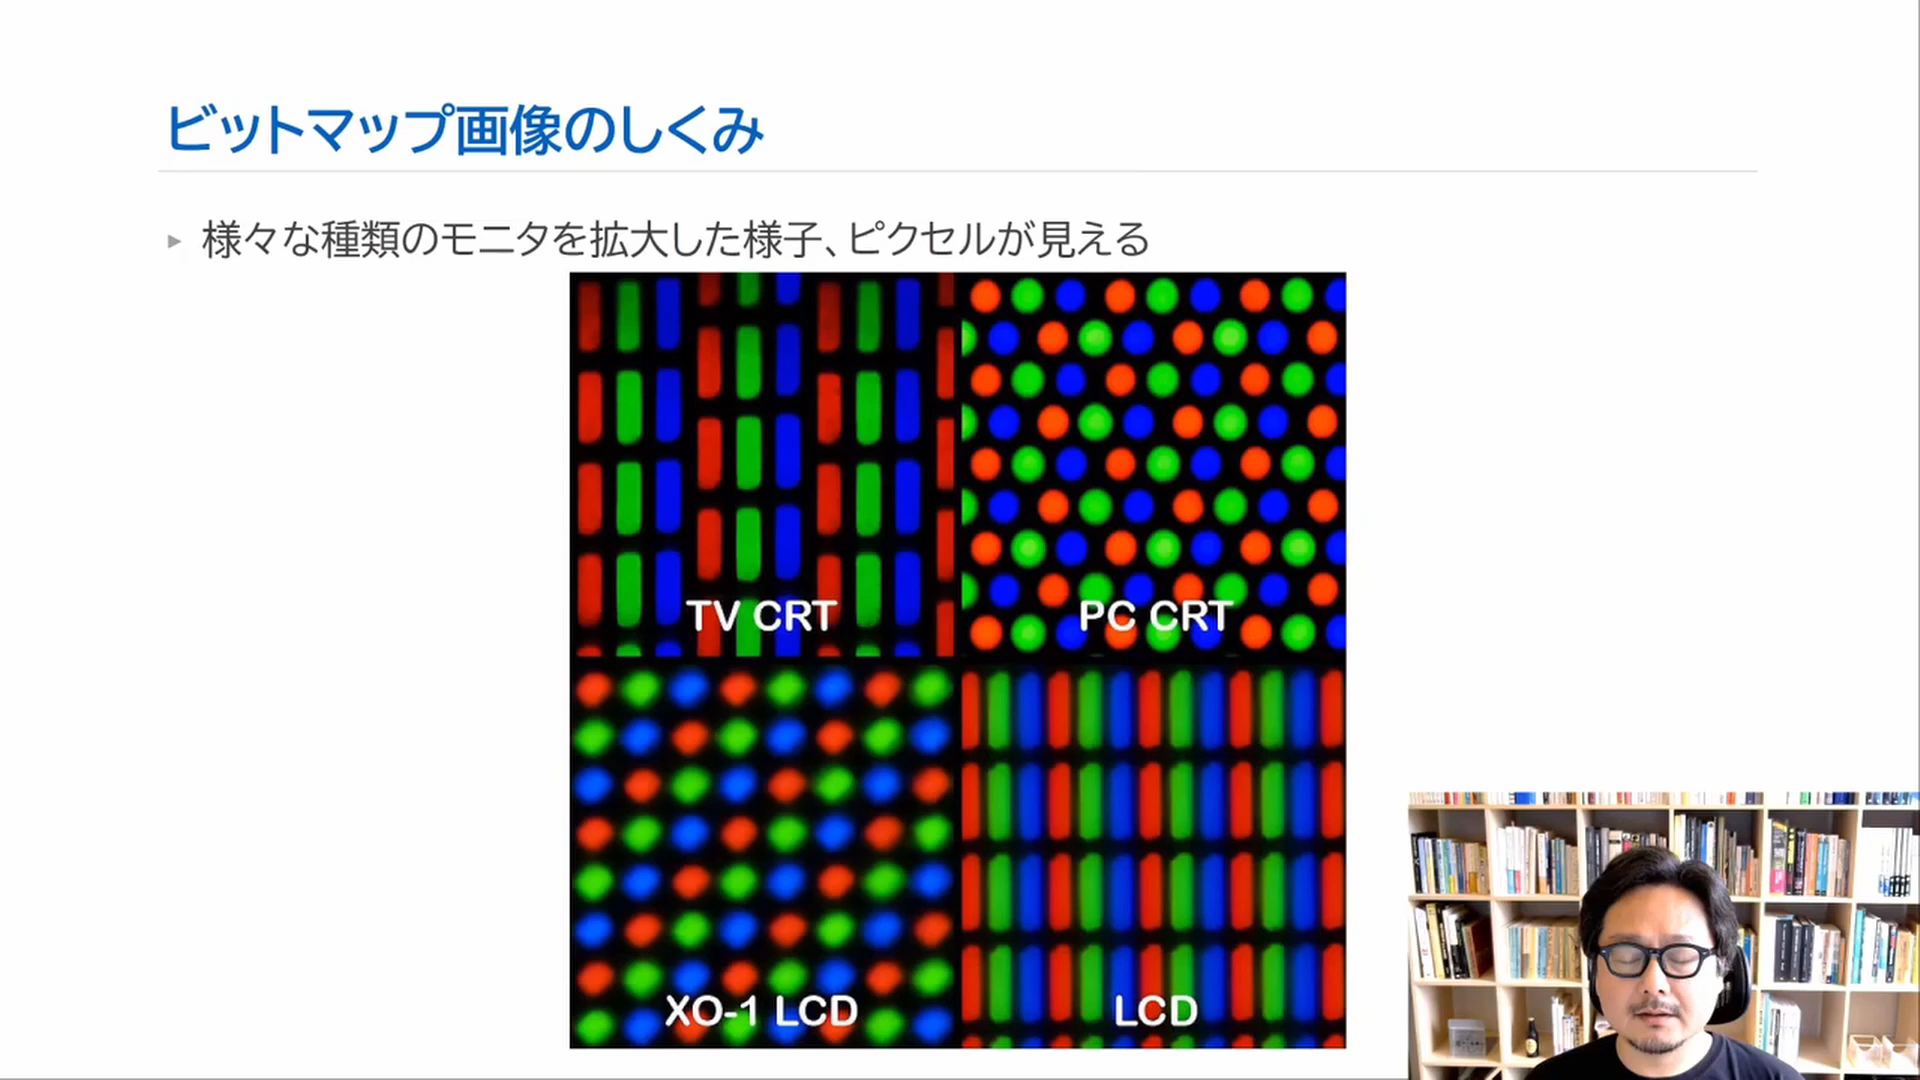 ビットマップ画像のしくみ
様々な種類のモニタを拡大した様子、ピクセルが見える
TV CRT
PC CRT
XO-1 LCD
LCD